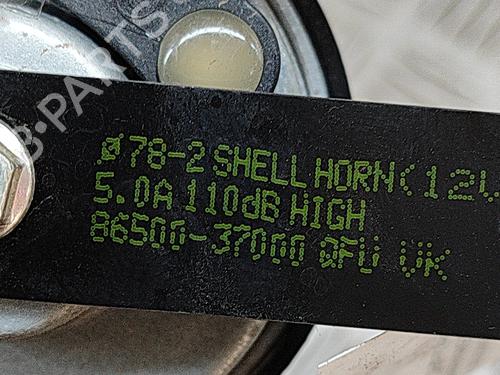 B-PARTS
Ø78-2 SHELL HORN(12V
5.0A 110dB HIGH
86500-37000 QFU UK